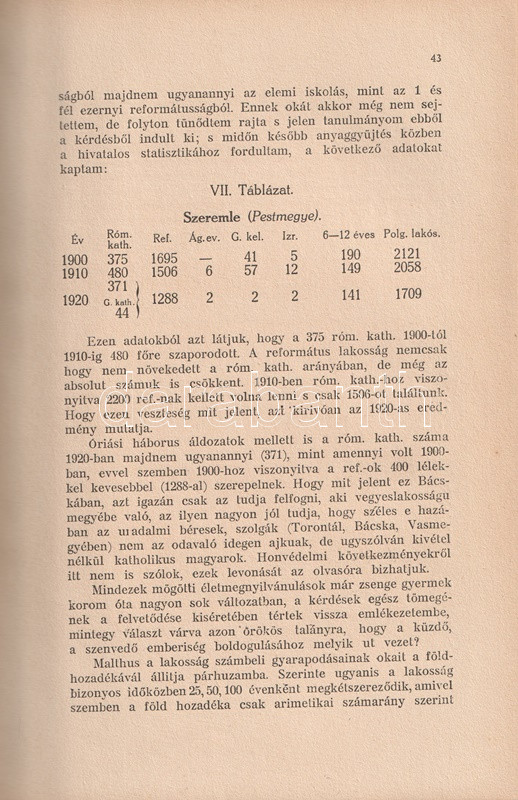 43
ságból majdnem ugyanannyi az elemi iskolás, mint az 1 és
fél ezernyi reformátusságból. Ennek okát akkor még nem sej-
tettem, de folyton tünődtem rajta s jelen tanulmányom ebből
a kérdésből indult ki; s midőn később anyaggyüjtés közben
a hivatalos statisztikához fordultam, a következő adatokat
kaptam:
VII. Táblázat.
Szeremle (Pestmegye).
Év Róm. kath. Ref. Ág. ev. G. kel. Izr. 6—12 éves Polg. lakós.
1900 375 1695 — 41 5 190 2121
1910 480 1506 6 57 12 149 2058
371
1920 G. kath. 1288 2 2 2 141 1709
44
Ezen adatokból azt látjuk, hogy a 375 róm. kath. 1900-tól
1910-ig 480 főre szaporodott. A református lakosság nemcsak
hogy nem növekedett a róm. kath. arányában, de még az
absolut számuk is csökkent. 1910-ben róm. kath.-hoz viszo-
nyitva 2200 ref.-nak kellett volna lenni s csak 1506-ot találtunk.
Hogy ezen veszteség mit jelent, azt kirivóan az 1920-as ered-
mény mutatja.
Óriási háborus áldozatok mellett is a róm. kath. száma
1920-ban majdnem ugyanannyi (371), mint amennyi volt 1900-
ban, evvel szemben 1900-hoz viszonyitva a ref.-ok 400 lélek-
kel kevesebbel (1288-al) szerepelnek. Hogy mit jelent ez Bács-
kában, azt igazán csak az tudja felfogni, aki vegyeslakosságu
megyébe való, az ilyen nagyon jól tudja, hogy széles e hazá-
ban az uradalmi béresek, szolgák (Torontál, Bácska, Vasme-
gyében) nem az odavaló idegen ajkuak, de ugyszólván kivétel
nélkül katholikus magyarok. Honvédelmi következményekről
itt nem is szólok, ezek levonását az olvasóra bizhatjuk.
Mindezek mögötti életmegnyilvánulások már zsenge gyermek
korom óta nagyon sok változatban, a kérdések egész tömegé-
nek a felvetődése kiséretében tértek vissza emlékezetembe,
mintegy választ várva azon örökös talányra, hogy a küzdő,
a szenvedő emberiség boldogulásához melyik ut vezet?
Malthus a lakosság számbeli gyarapodásainak okait a föld-
hozadékával állitja párhuzamba. Szerinte ugyanis a lakosság
bizonyos időközben 25, 50, 100 évenként megkétszereződik, amivel
szemben a föld hozadéka csak arimetikai számarány szerint
darabanth